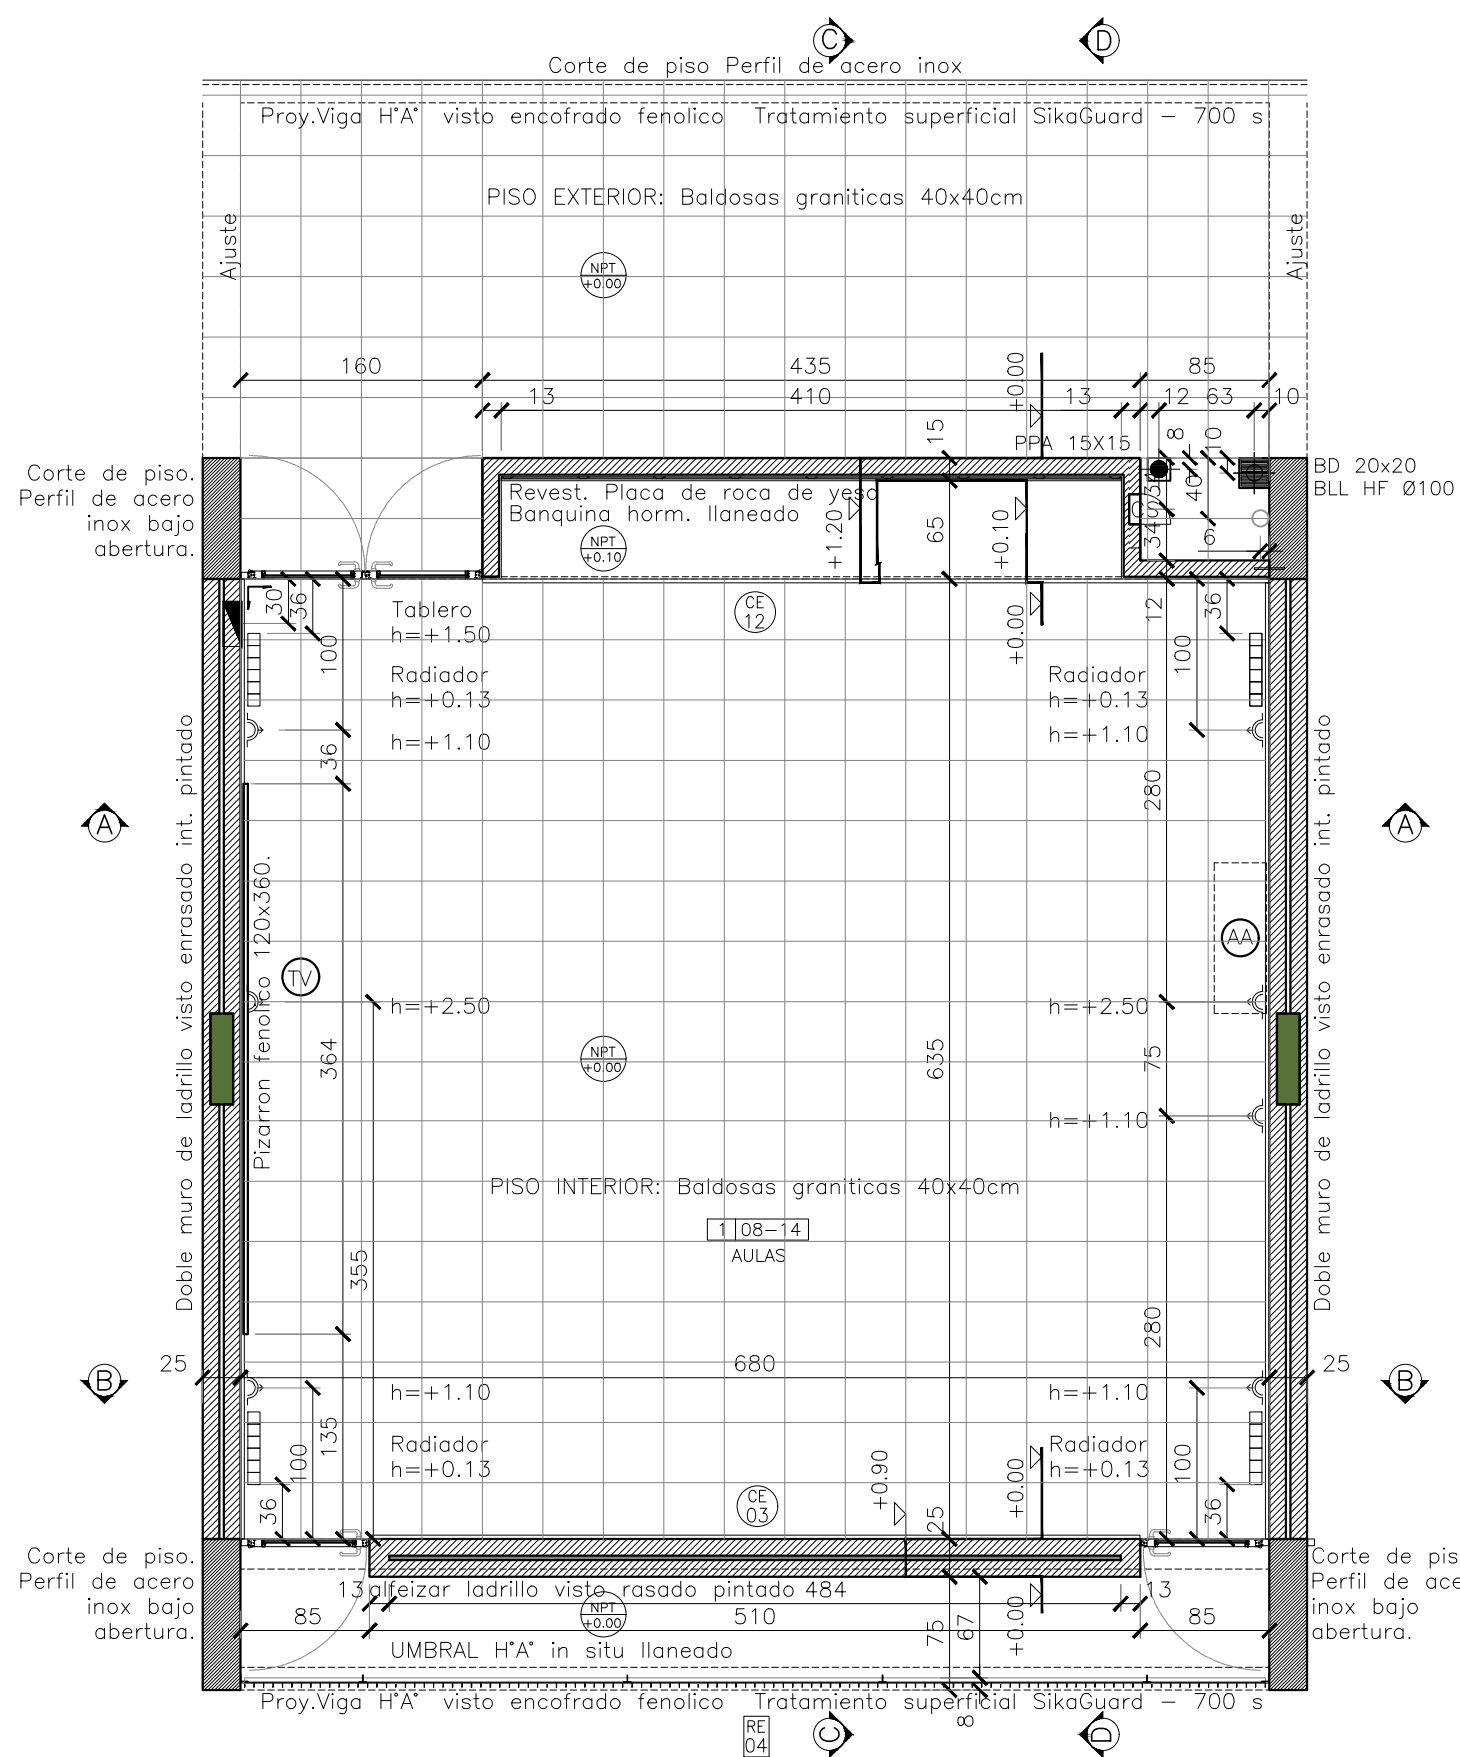 C
D
Corte de piso Perfil de acero inox
Proy.Viga H°A° visto encofrado fenolico Tratamiento superficial SikaGuard - 700 s
PISO EXTERIOR: Baldosas graniticas 40x40cm
Ajuste
Ajuste
NPT
+0.00
160
435
85
13
410
13
12
63
10
+0.00
15
PPA 15X15
8
10
Corte de piso.
Perfil de acero
inox bajo
abertura.
BD 20x20
BLL HF Ø100
Revest. Placa de roca de yeso
Banquina horm. llaneado
NPT
+0.10
+1.20
65
+0.10
34
40
6
30
36
100
Tablero
h=+1.50
CE
12
+0.00
12
36
100
Radiador
h=+0.13
Radiador
h=+0.13
h=+1.10
h=+1.10
36
280
Doble muro de ladrillo visto enrasado int. pintado
Doble muro de ladrillo visto enrasado int. pintado
A
A
Pizarron fenolico 120x360.
TV
AA
h=+2.50
h=+2.50
364
NPT
+0.00
635
75
h=+1.10
PISO INTERIOR: Baldosas graniticas 40x40cm
1 08-14
AULAS
355
280
25
680
25
B
B
h=+1.10
h=+1.10
135
100
36
Radiador
h=+0.13
Radiador
h=+0.13
100
36
CE
03
+0.90
+0.00
25
Corte de piso.
Perfil de acero
inox bajo
abertura.
Corte de pis
Perfil de ace
inox bajo
abertura.
13 alfeizar ladrillo visto rasado pintado 484
13
85
NPT
+0.00
510
75
67
+0.00
85
UMBRAL H°A° in situ llaneado
Proy.Viga H°A° visto encofrado fenolico Tratamiento superficial SikaGuard - 700 s
8
RE
04
C
D